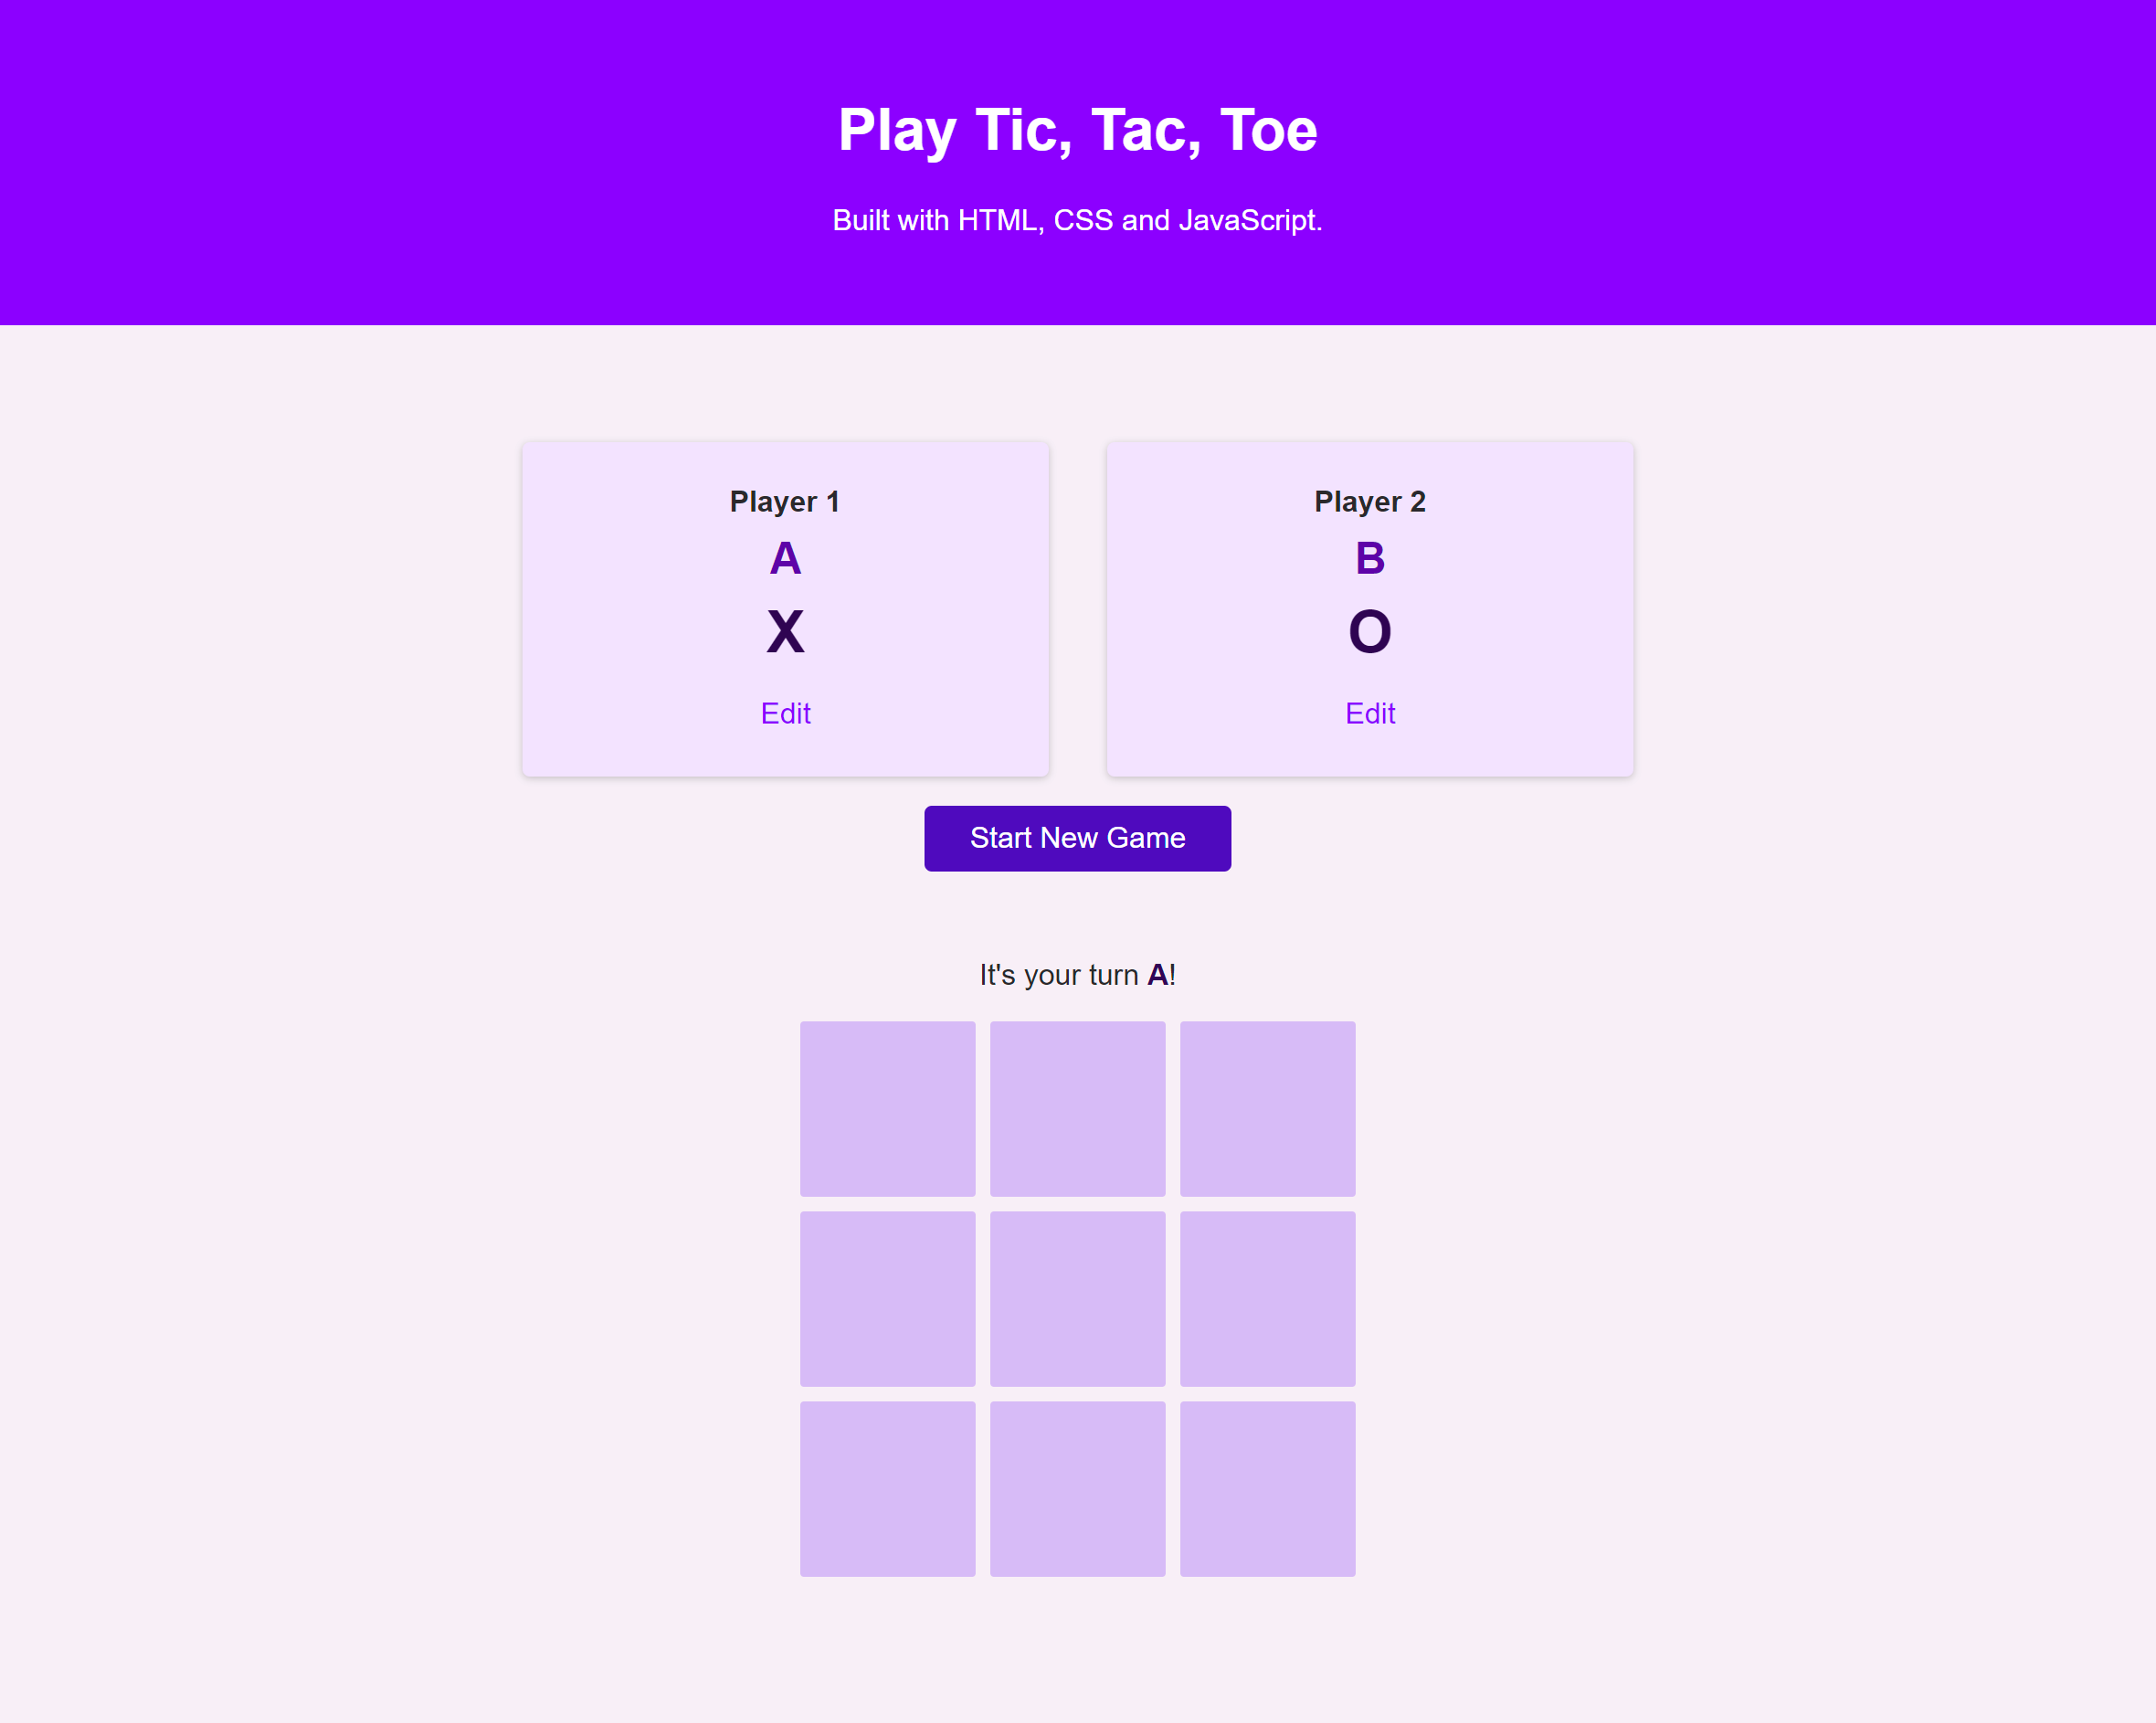 Play Tic, Tac, Toe
Built with HTML, CSS and JavaScript.
Player 1
A
X
Edit
Player 2
B
O
Edit
Start New Game
It's your turn A!